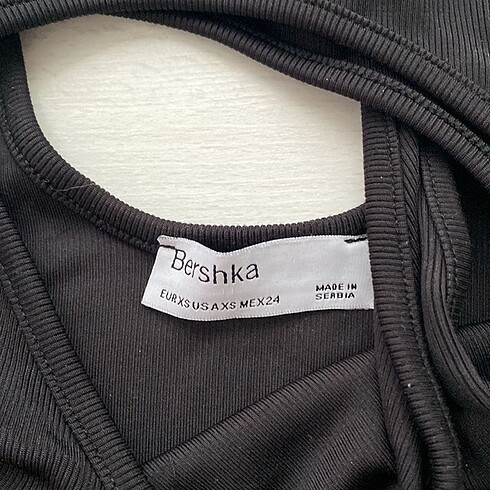 Bershka
EUR XS USA XS MEX 24
MADE IN
SERBIA